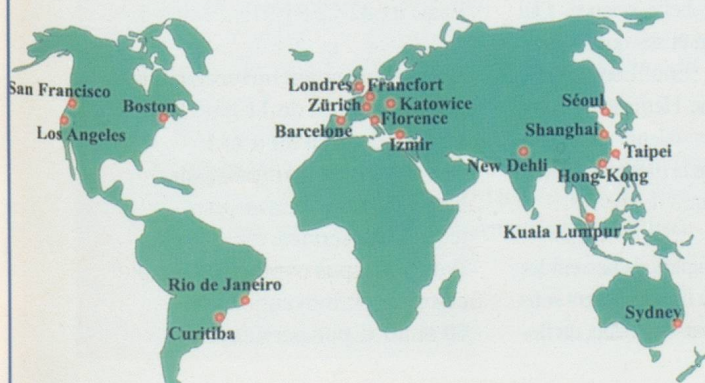 San Francisco
Boston
Los Angeles
Londres
Francfort
Zürich
Katowice
Barcelone
Florence
Izmir
Séoul
Shanghai
Taipei
New Dehli
Hong-Kong
Kuala Lumpur
Rio de Janeiro
Curitiba
Sydney